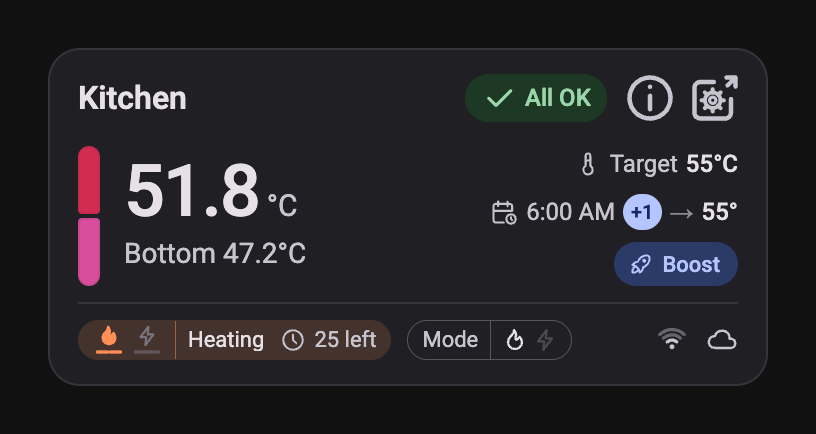 Kitchen
All OK
51.8 °C
Bottom 47.2°C
Target 55°C
6:00 AM +1 → 55°
Boost
Heating 25 left
Mode